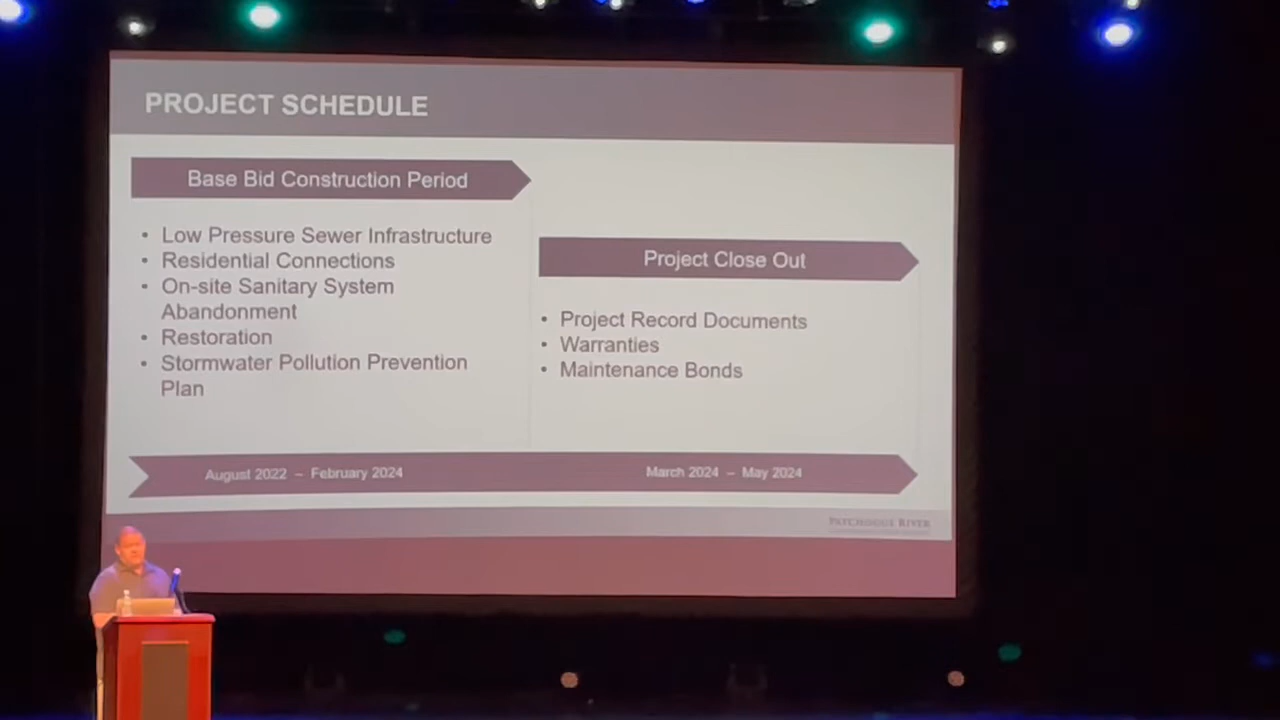 PROJECT SCHEDULE
Base Bid Construction Period
• Low Pressure Sewer Infrastructure
• Residential Connections
• On-site Sanitary System
Abandonment
• Restoration
• Stormwater Pollution Prevention
Plan
Project Close Out
• Project Record Documents
• Warranties
• Maintenance Bonds
August 2022 – February 2024
March 2024 – May 2024
PATCHOGUE RIVER